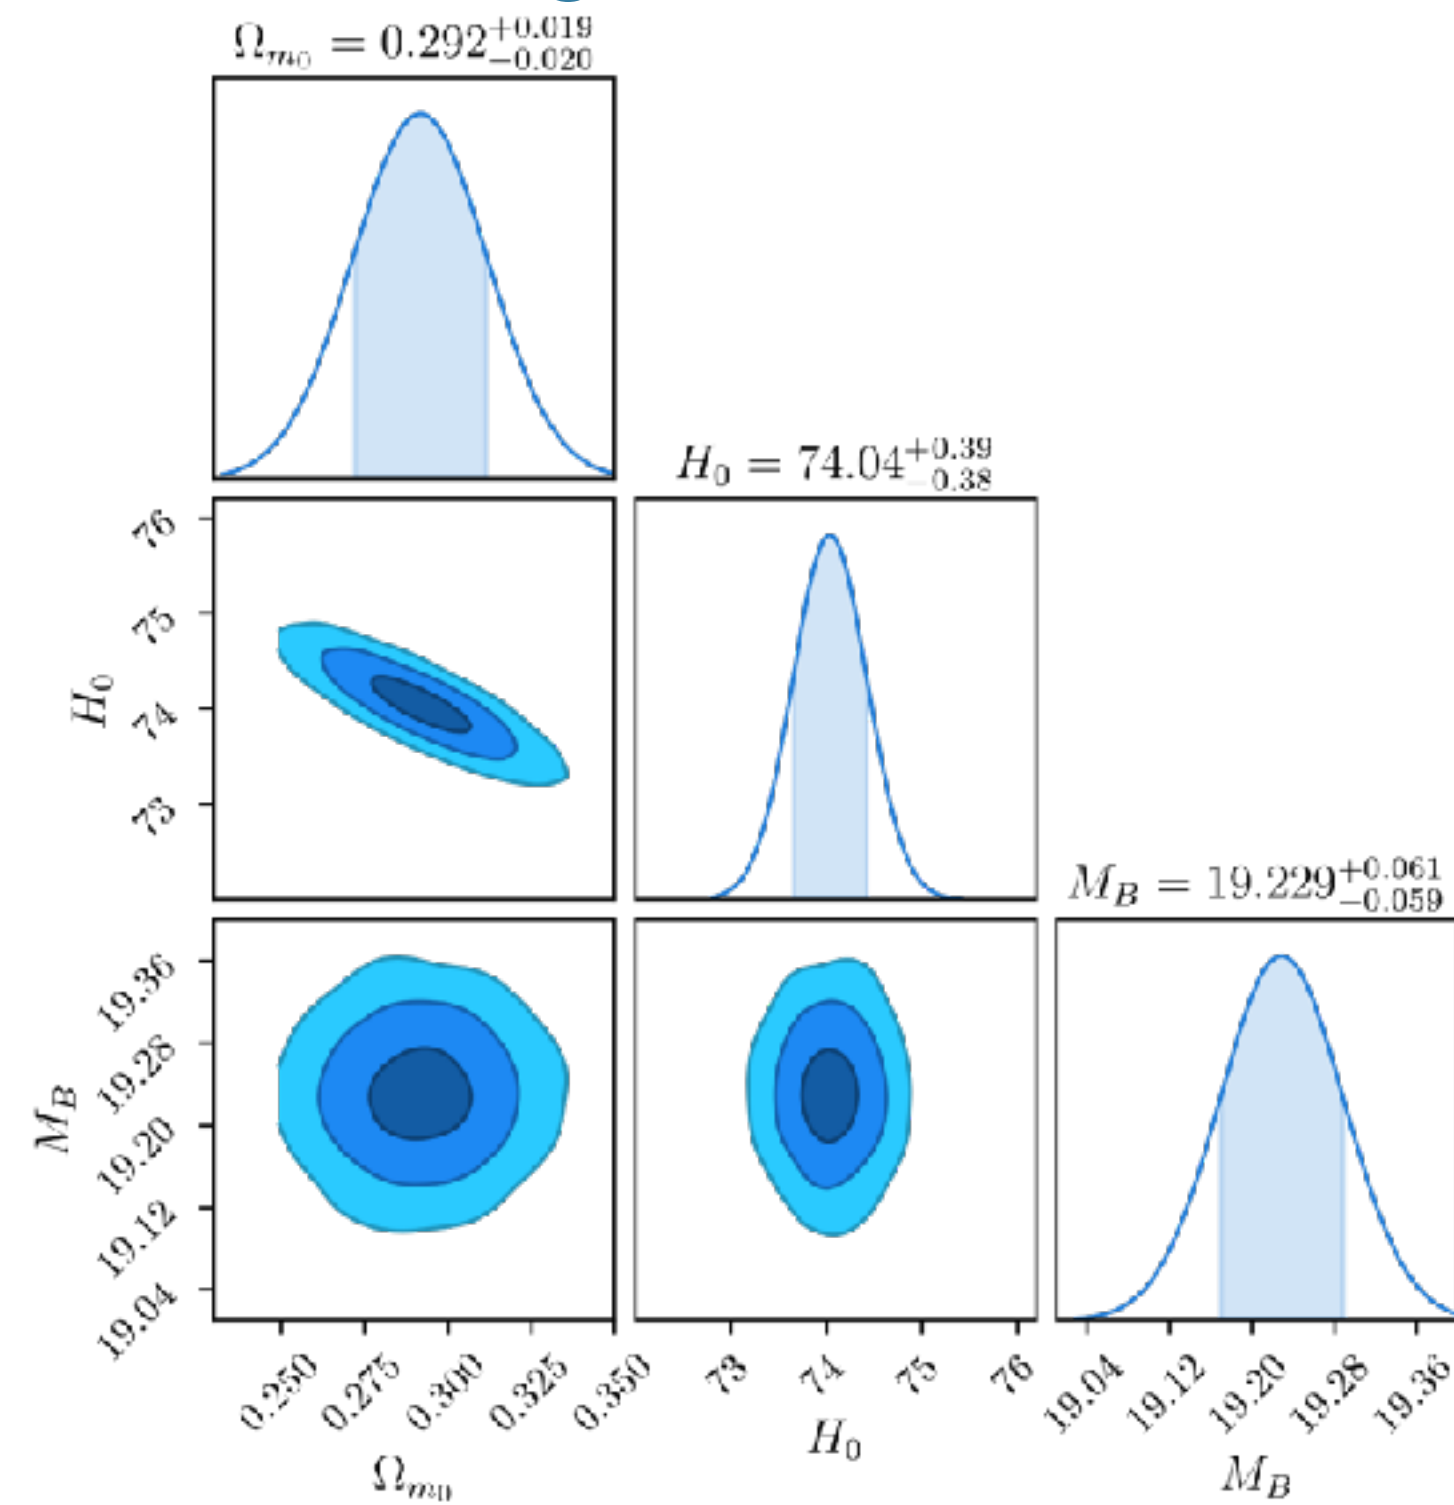 Ω_{m0} = 0.292^{+0.019}_{−0.020}
H_0 = 74.04^{+0.39}_{−0.38}
76
75
74
73
H_0
M_B = 19.229^{+0.061}_{−0.059}
19.36
19.28
19.20
19.12
19.04
M_B
0.250 0.275 0.300 0.325 0.350
73 74 75 76
19.04 19.12 19.20 19.28 19.36
Ω_{m0}
H_0
M_B